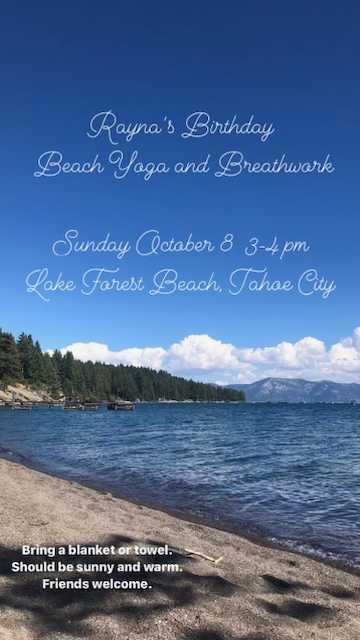 Rayna's Birthday
Beach Yoga and Breathwork
Sunday October 8 3-4 pm
Lake Forest Beach, Tahoe City
Bring a blanket or towel.
Should be sunny and warm.
Friends welcome.